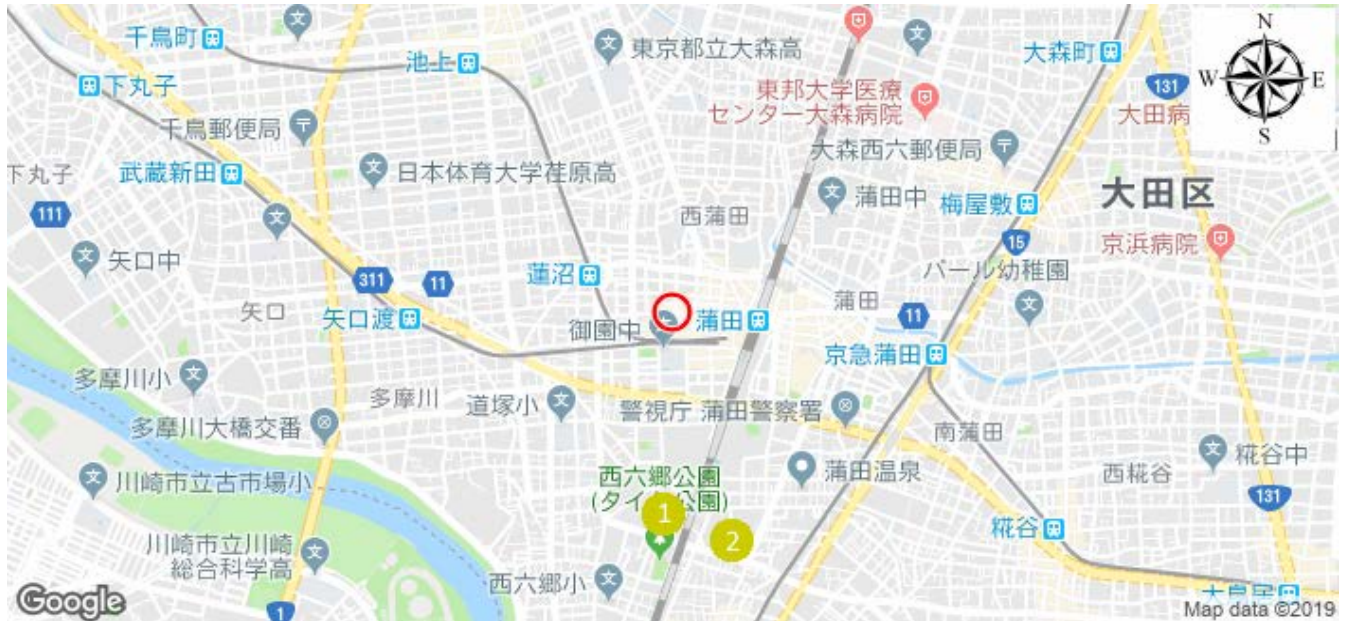 千鳥町
池上
東京都立大森高
大森町
N
W
E
S
131
下丸子
東邦大学医療
センター大森病院
大田病
千鳥郵便局
大森西六郵便局
下丸子
武蔵新田
日本体育大学荏原高
西蒲田
蒲田中
梅屋敷
大田区
111
15
京浜病院
矢口中
蓮沼
パール幼稚園
311
11
矢口
矢口渡
御園中
蒲田
蒲田
11
京急蒲田
多摩川小
多摩川
道塚小
警視庁 蒲田警察署
多摩川大橋交番
南蒲田
川崎市立古市場小
西六郷公園
(タイヤ公園)
蒲田温泉
西糀谷
糀谷中
131
1
2
糀谷
川崎市立川崎
総合科学高
西六郷小
大鳥居
1
Google
Map data ©2019